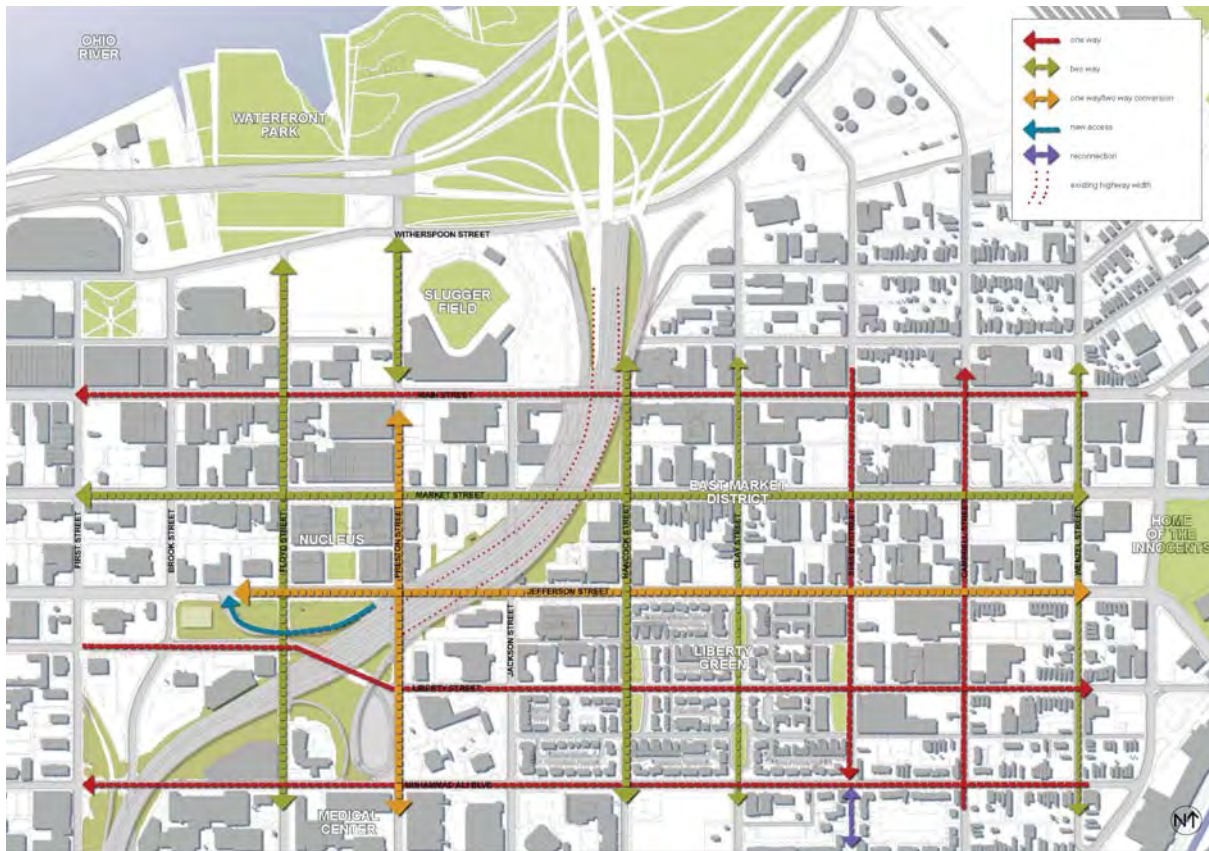 OHIO
RIVER
WATERFRONT
PARK
one way
two way
one way/two way conversion
new access
reconnection
existing highway width
WITHERSPOON STREET
SLUGGER
FIELD
MAIN STREET
MARKET STREET
EAST MARKET
DISTRICT
FIRST STREET
BROOK STREET
FLOYD STREET
NUCLEUS
PRESTON STREET
HANCOCK STREET
CLAY STREET
SHELBY STREET
CAMPBELL STREET
WENZEL STREET
HOME
OF THE
INNOCENTS
JEFFERSON STREET
JACKSON STREET
LIBERTY
GREEN
LIBERTY STREET
MUHAMMAD ALI BLVD
MEDICAL
CENTER
N